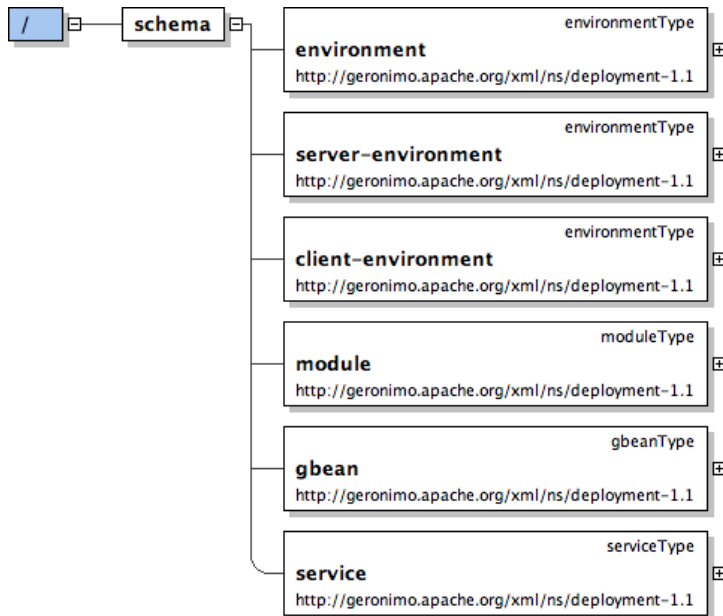 /
schema
environmentType
environment
http://geronimo.apache.org/xml/ns/deployment-1.1
environmentType
server-environment
http://geronimo.apache.org/xml/ns/deployment-1.1
environmentType
client-environment
http://geronimo.apache.org/xml/ns/deployment-1.1
moduleType
module
http://geronimo.apache.org/xml/ns/deployment-1.1
gbeanType
gbean
http://geronimo.apache.org/xml/ns/deployment-1.1
serviceType
service
http://geronimo.apache.org/xml/ns/deployment-1.1